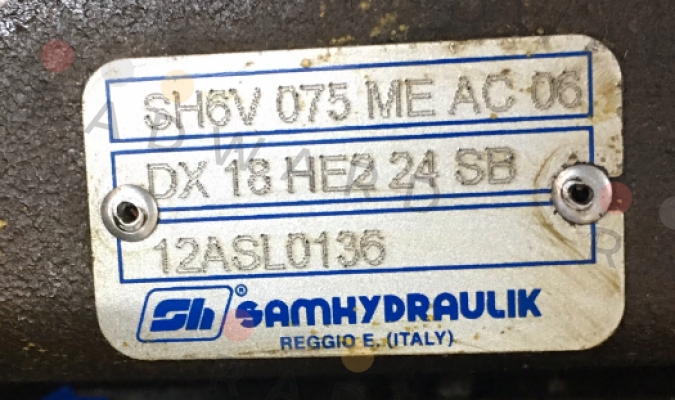 SH6V 075 ME AC 06
DX 18 HE2 24 SB
12ASL0136
Sh® SAMHYDRAULIK
REGGIO E. (ITALY)